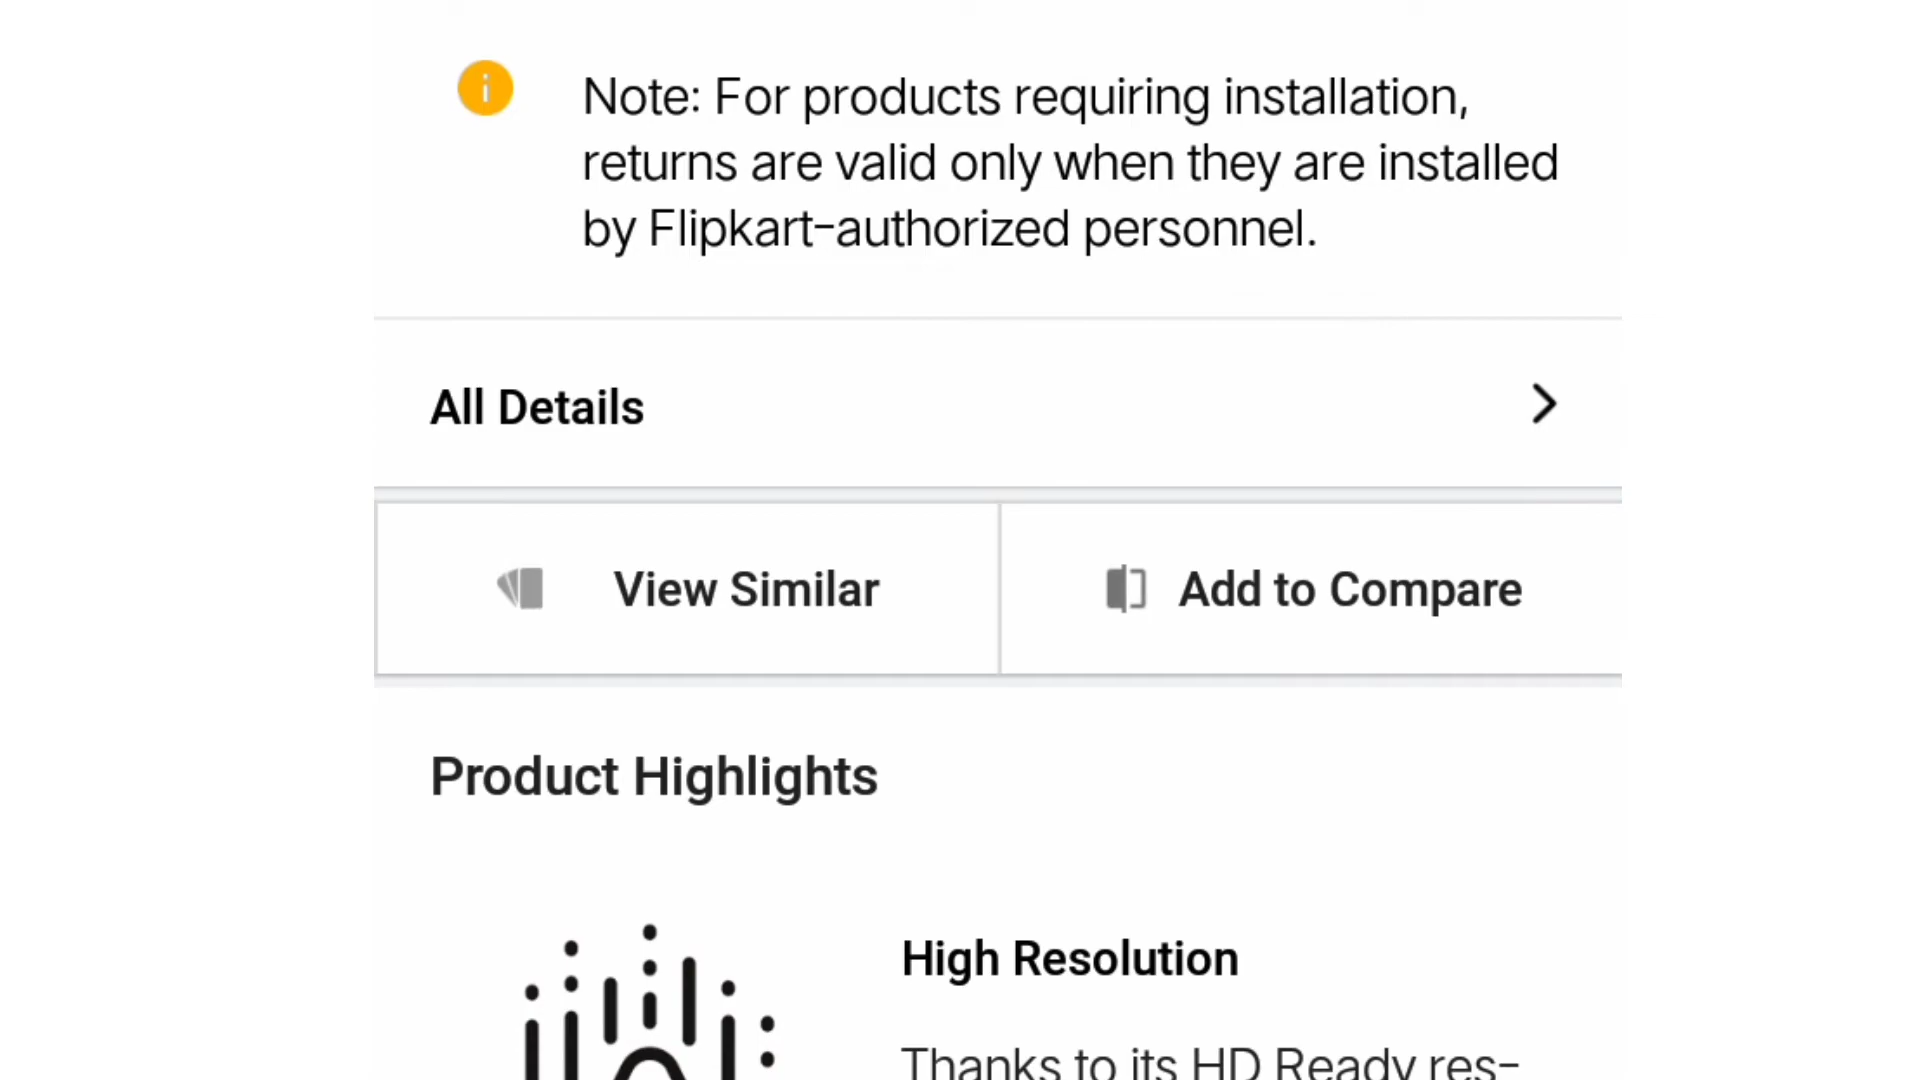 Note: For products requiring installation,
returns are valid only when they are installed
by Flipkart-authorized personnel.
All Details
View Similar
Add to Compare
Product Highlights
High Resolution
Thanks to its HD Ready res-